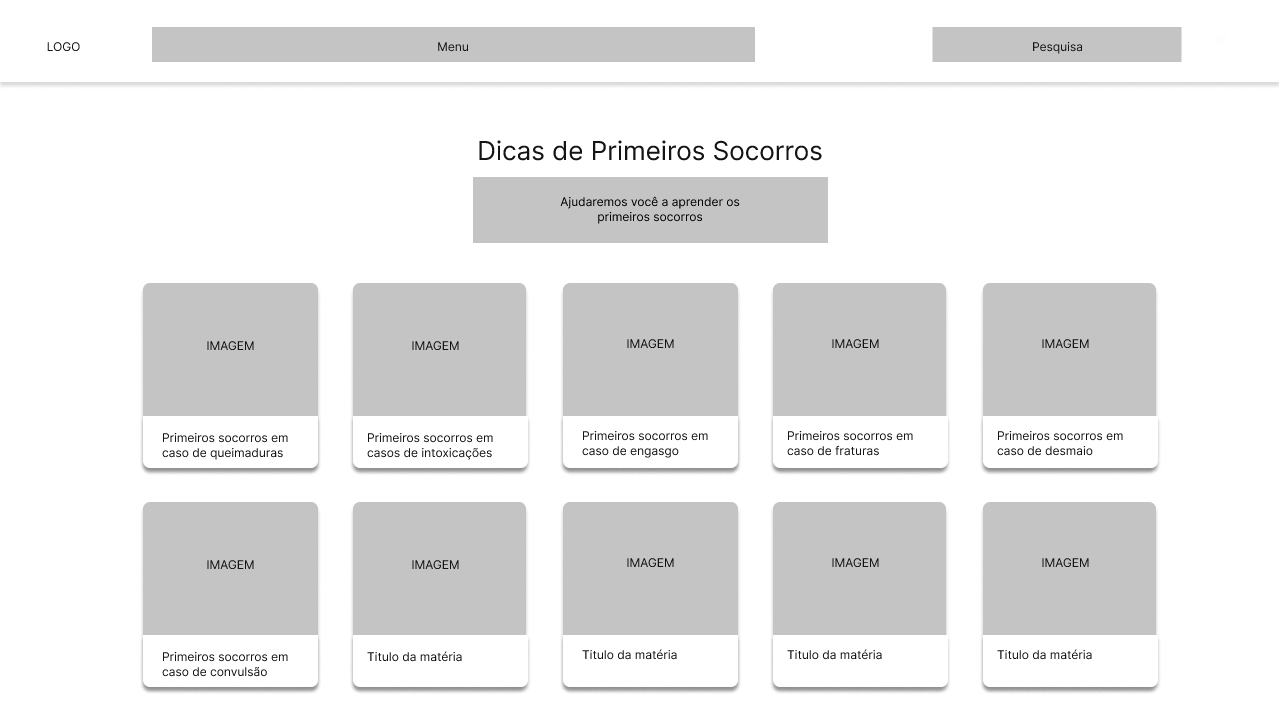 LOGO
Menu
Pesquisa
Dicas de Primeiros Socorros
Ajudaremos você a aprender os
primeiros socorros
IMAGEM
IMAGEM
IMAGEM
IMAGEM
IMAGEM
Primeiros socorros em
caso de queimaduras
Primeiros socorros em
casos de intoxicações
Primeiros socorros em
caso de engasgo
Primeiros socorros em
caso de fraturas
Primeiros socorros em
caso de desmaio
IMAGEM
IMAGEM
IMAGEM
IMAGEM
IMAGEM
Primeiros socorros em
caso de convulsão
Titulo da matéria
Titulo da matéria
Titulo da matéria
Titulo da matéria